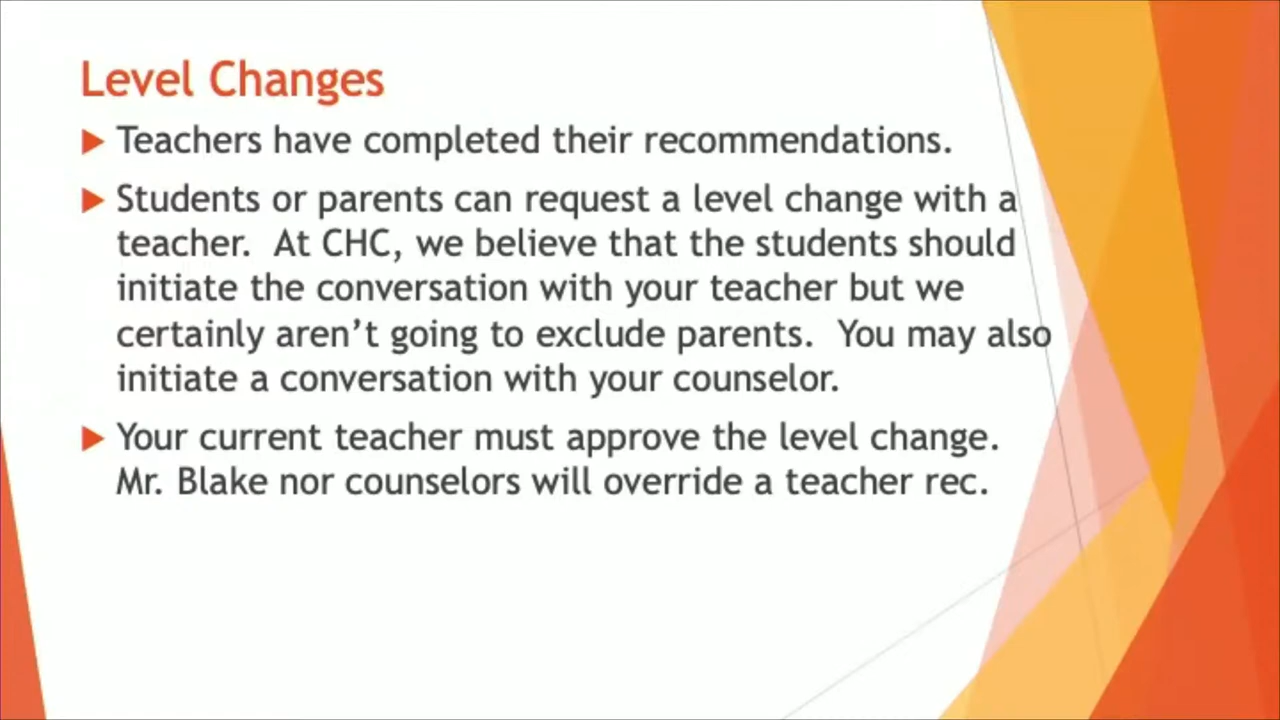 Level Changes
Teachers have completed their recommendations.
Students or parents can request a level change with a
teacher.  At CHC, we believe that the students should
initiate the conversation with your teacher but we
certainly aren’t going to exclude parents.  You may also
initiate a conversation with your counselor.
Your current teacher must approve the level change.
Mr. Blake nor counselors will override a teacher rec.